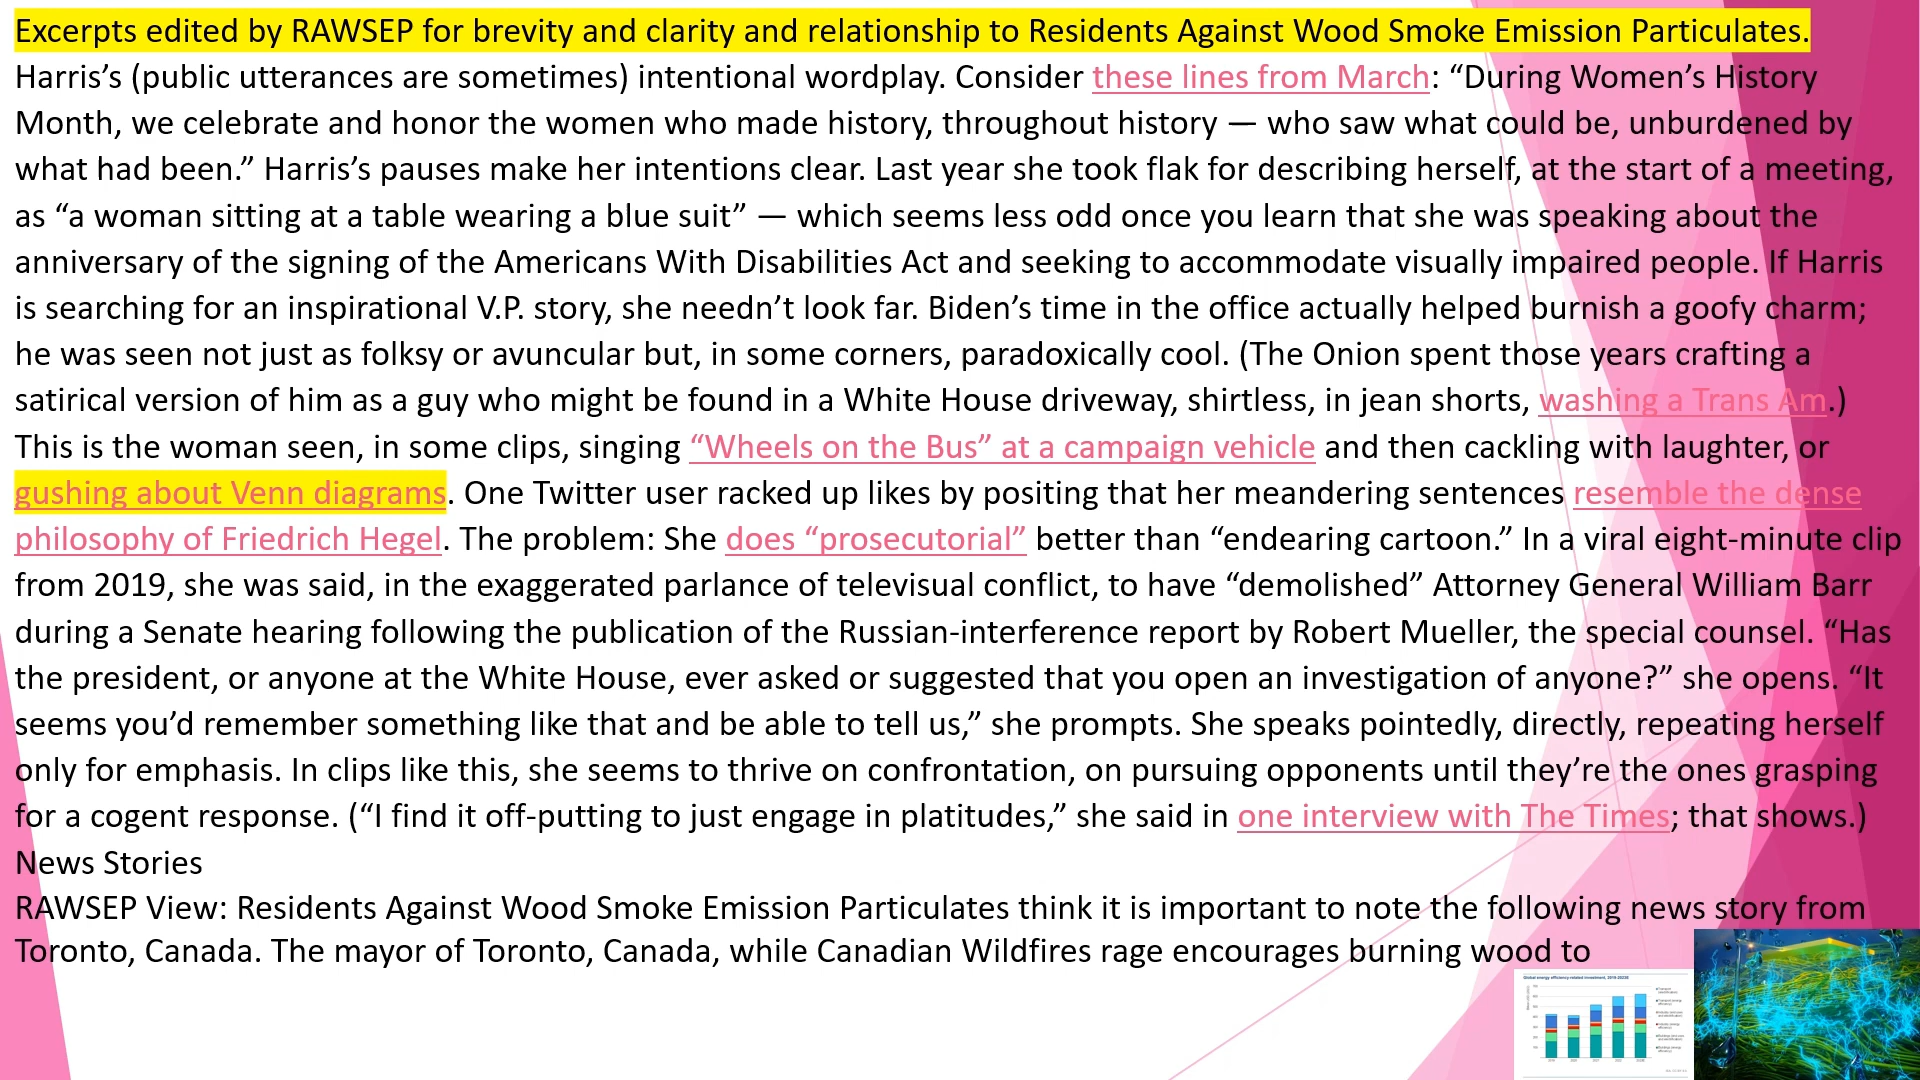 Excerpts edited by RAWSEP for brevity and clarity and relationship to Residents Against Wood Smoke Emission Particulates.
Harris’s (public utterances are sometimes) intentional wordplay. Consider these lines from March: “During Women’s History
Month, we celebrate and honor the women who made history, throughout history — who saw what could be, unburdened by
what had been.” Harris’s pauses make her intentions clear. Last year she took flak for describing herself, at the start of a meeting,
as “a woman sitting at a table wearing a blue suit” — which seems less odd once you learn that she was speaking about the
anniversary of the signing of the Americans With Disabilities Act and seeking to accommodate visually impaired people. If Harris
is searching for an inspirational V.P. story, she needn’t look far. Biden’s time in the office actually helped burnish a goofy charm;
he was seen not just as folksy or avuncular but, in some corners, paradoxically cool. (The Onion spent those years crafting a
satirical version of him as a guy who might be found in a White House driveway, shirtless, in jean shorts, washing a Trans Am.)
This is the woman seen, in some clips, singing “Wheels on the Bus” at a campaign vehicle and then cackling with laughter, or
gushing about Venn diagrams. One Twitter user racked up likes by positing that her meandering sentences resemble the dense
philosophy of Friedrich Hegel. The problem: She does “prosecutorial” better than “endearing cartoon.” In a viral eight-minute clip
from 2019, she was said, in the exaggerated parlance of televisual conflict, to have “demolished” Attorney General William Barr
during a Senate hearing following the publication of the Russian-interference report by Robert Mueller, the special counsel. “Has
the president, or anyone at the White House, ever asked or suggested that you open an investigation of anyone?” she opens. “It
seems you’d remember something like that and be able to tell us,” she prompts. She speaks pointedly, directly, repeating herself
only for emphasis. In clips like this, she seems to thrive on confrontation, on pursuing opponents until they’re the ones grasping
for a cogent response. (“I find it off-putting to just engage in platitudes,” she said in one interview with The Times; that shows.)
News Stories
RAWSEP View: Residents Against Wood Smoke Emission Particulates think it is important to note the following news story from
Toronto, Canada. The mayor of Toronto, Canada, while Canadian Wildfires rage encourages burning wood to
Global energy efficiency-related investment, 2019-2023E